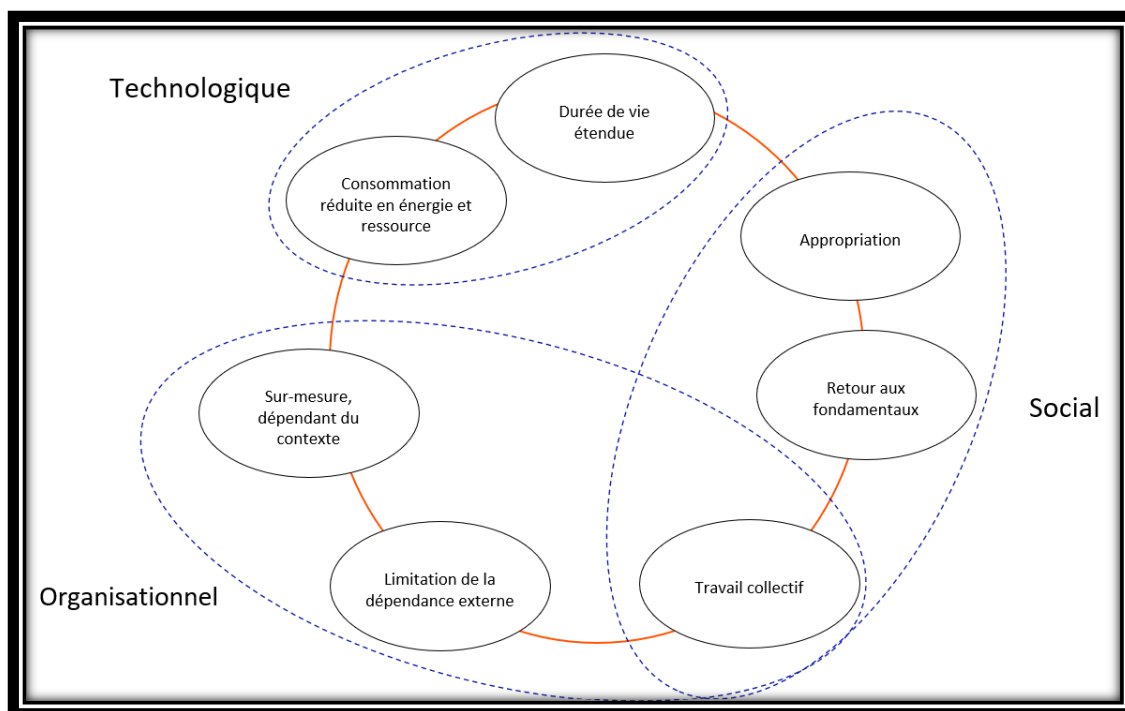 Technologique
Durée de vie
étendue
Consommation
réduite en énergie et
ressource
Appropriation
Retour aux
fondamentaux
Social
Sur-mesure,
dépendant du
contexte
Organisationnel
Limitation de la
dépendance externe
Travail collectif